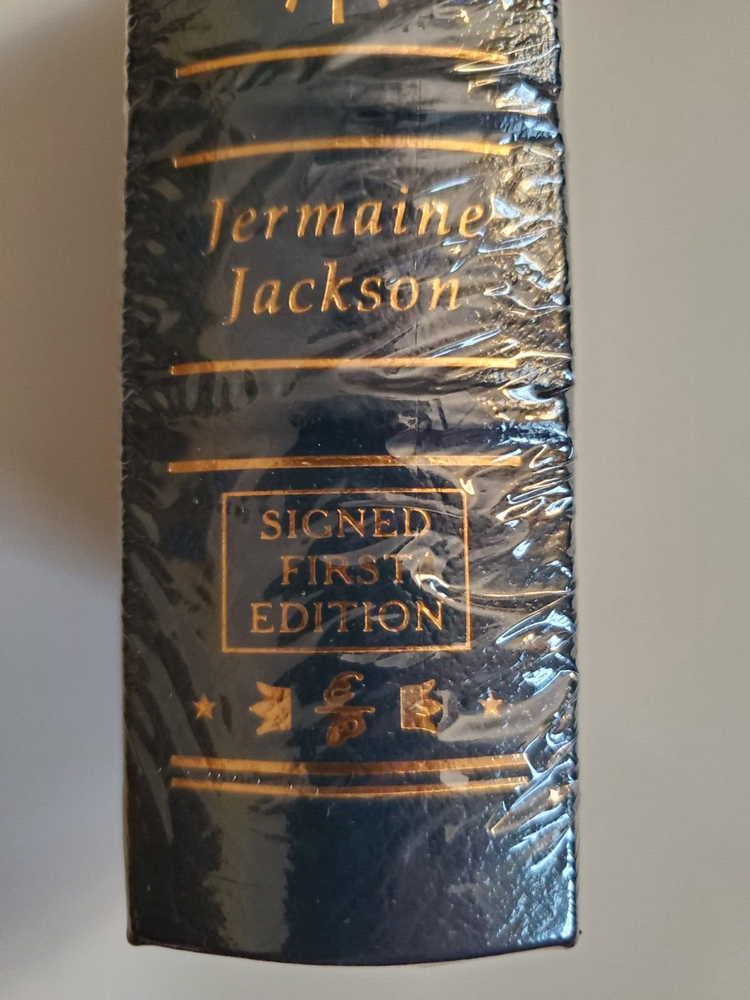 Jermaine
Jackson
SIGNED
FIRST
EDITION